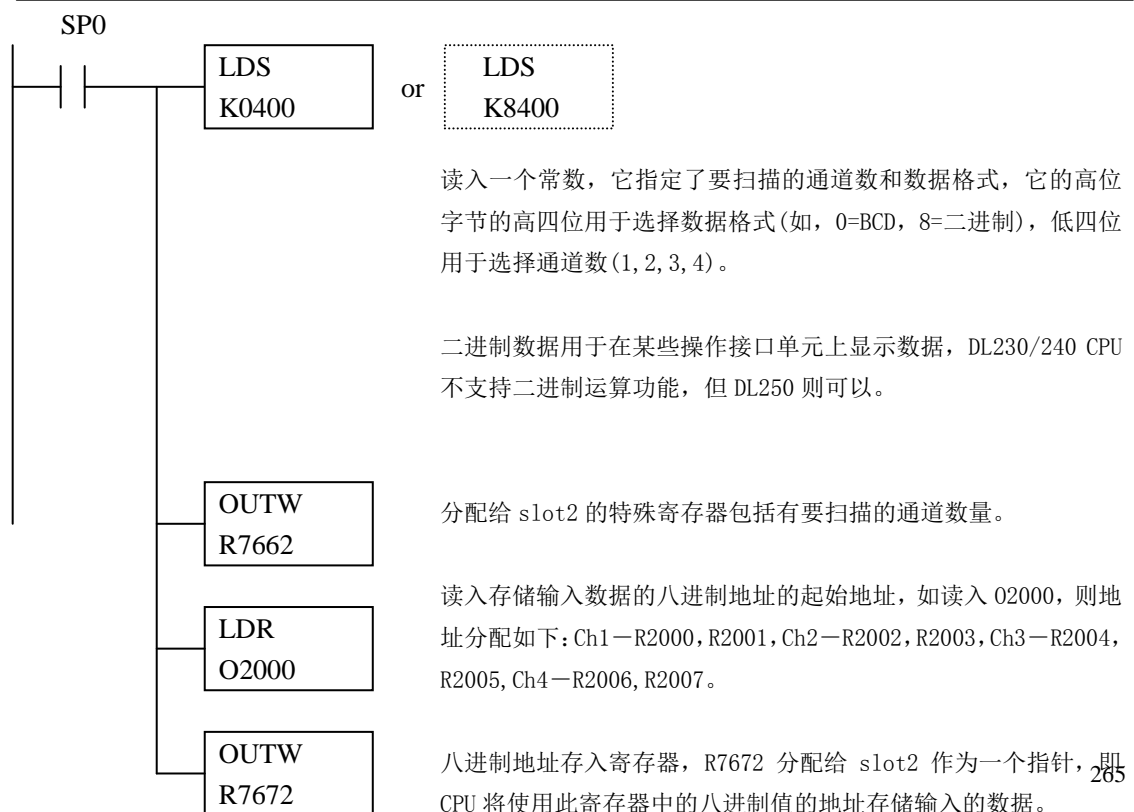 SP0
LDS
K0400
or
LDS
K8400
读入一个常数，它指定了要扫描的通道数和数据格式，它的高位
字节的高四位用于选择数据格式(如，0=BCD，8=二进制)，低四位
用于选择通道数(1,2,3,4)。
二进制数据用于在某些操作接口单元上显示数据，DL230/240 CPU
不支持二进制运算功能，但 DL250 则可以。
OUTW
R7662
分配给 slot2 的特殊寄存器包括有要扫描的通道数量。
LDR
O2000
读入存储输入数据的八进制地址的起始地址，如读入 O2000，则地
址分配如下：Ch1－R2000，R2001，Ch2－R2002，R2003，Ch3－R2004，
R2005,Ch4－R2006,R2007。
OUTW
R7672
八进制地址存入寄存器，R7672 分配给 slot2 作为一个指针，即
CPU 将使用此寄存器中的八进制值的地址存储输入的数据。
265